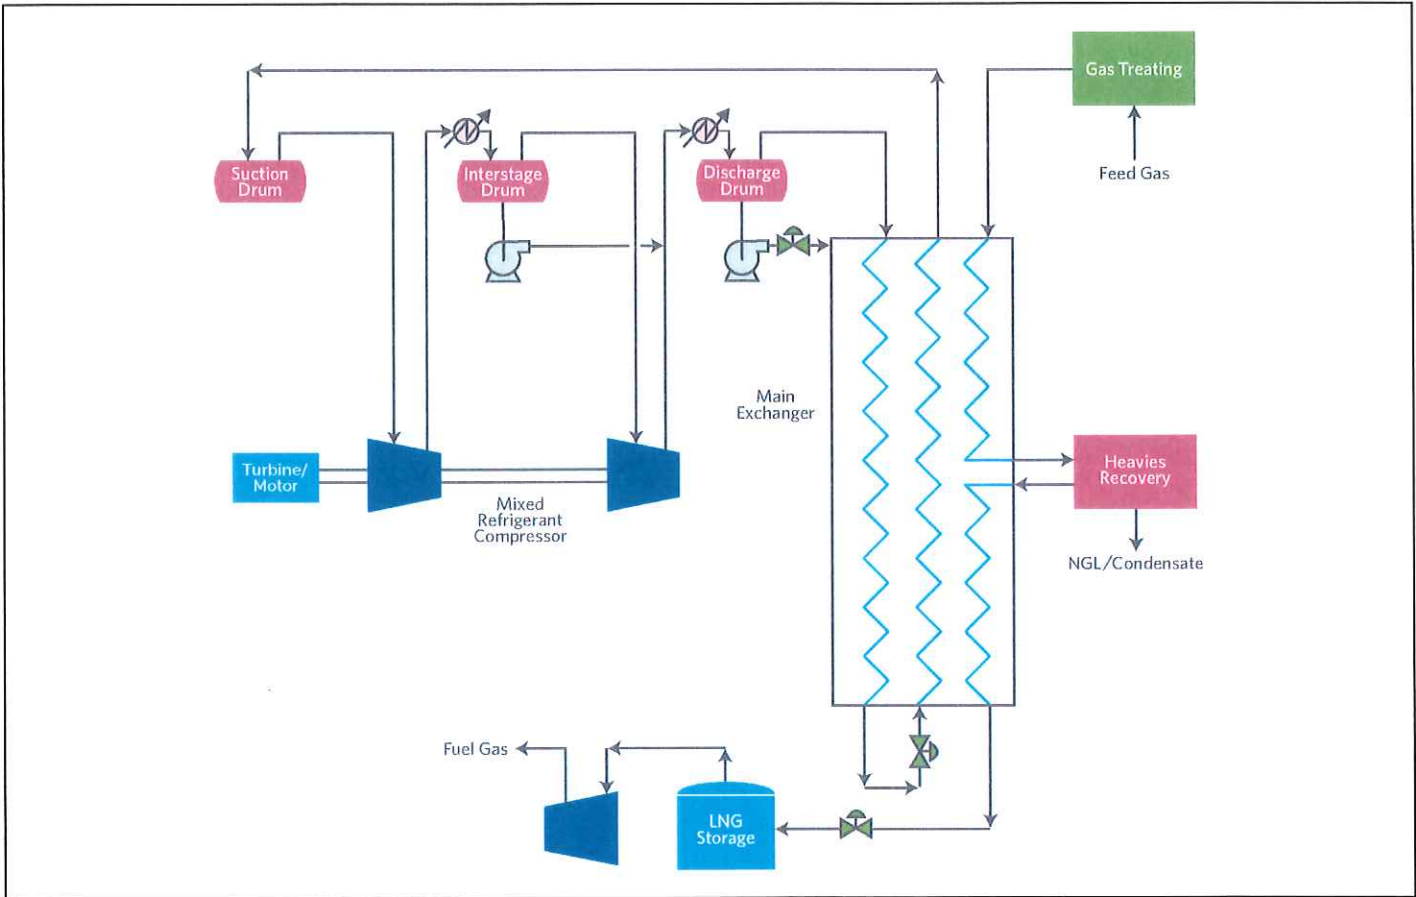 Gas Treating
Feed Gas
Suction
Drum
Interstage
Drum
Discharge
Drum
Main
Exchanger
Turbine/
Motor
Mixed
Refrigerant
Compressor
Heavies
Recovery
NGL/Condensate
Fuel Gas
LNG
Storage